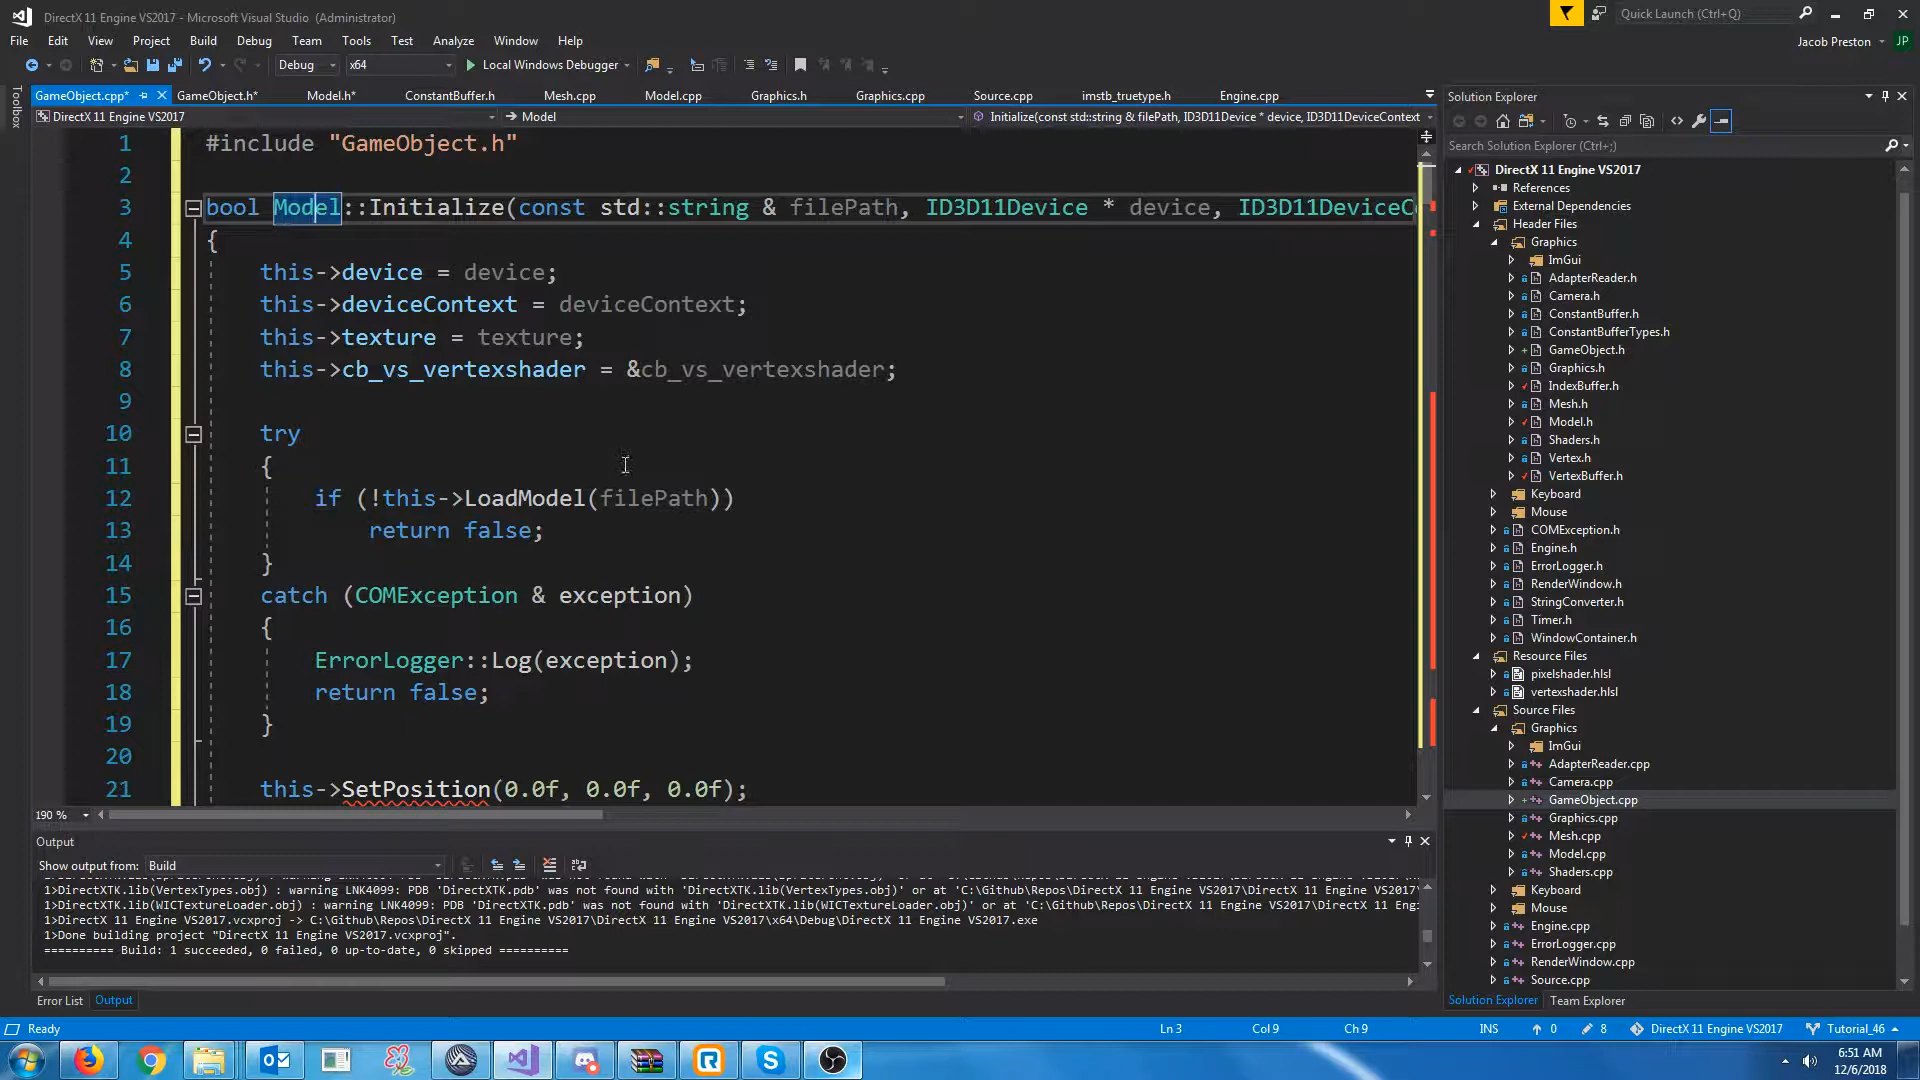 DirectX 11 Engine VS2017 - Microsoft Visual Studio (Administrator)
Quick Launch (Ctrl+Q)
File Edit View Project Build Debug Team Tools Test Analyze Window Help
Jacob Preston JP
Debug x64 Local Windows Debugger
Toolbox
GameObject.cpp* GameObject.h* Model.h* ConstantBuffer.h Mesh.cpp Model.cpp Graphics.h Graphics.cpp Source.cpp imstb_truetype.h Engine.cpp
DirectX 11 Engine VS2017 Model Initialize(const std::string & filePath, ID3D11Device * device, ID3D11DeviceContext
1 #include "GameObject.h"
2
3 bool Model::Initialize(const std::string & filePath, ID3D11Device * device, ID3D11DeviceC
4 {
5 this->device = device;
6 this->deviceContext = deviceContext;
7 this->texture = texture;
8 this->cb_vs_vertexshader = &cb_vs_vertexshader;
9
10 try
11 {
12 if (!this->LoadModel(filePath))
13 return false;
14 }
15 catch (COMException & exception)
16 {
17 ErrorLogger::Log(exception);
18 return false;
19 }
20
21 this->SetPosition(0.0f, 0.0f, 0.0f);
190 %
Output
Show output from: Build
1>DirectXTK.lib(VertexTypes.obj) : warning LNK4099: PDB 'DirectXTK.pdb' was not found with 'DirectXTK.lib(VertexTypes.obj)' or at 'C:\Github\Repos\DirectX 11 Engine VS2017\DirectX 11 Engine VS2017
1>DirectXTK.lib(WICTextureLoader.obj) : warning LNK4099: PDB 'DirectXTK.pdb' was not found with 'DirectXTK.lib(WICTextureLoader.obj)' or at 'C:\Github\Repos\DirectX 11 Engine VS2017\DirectX 11 Eng
1>DirectX 11 Engine VS2017.vcxproj -> C:\Github\Repos\DirectX 11 Engine VS2017\DirectX 11 Engine VS2017\x64\Debug\DirectX 11 Engine VS2017.exe
1>Done building project "DirectX 11 Engine VS2017.vcxproj".
========== Build: 1 succeeded, 0 failed, 0 up-to-date, 0 skipped ==========
Error List Output
Solution Explorer
Search Solution Explorer (Ctrl+;)
DirectX 11 Engine VS2017
References
External Dependencies
Header Files
Graphics
ImGui
AdapterReader.h
Camera.h
ConstantBuffer.h
ConstantBufferTypes.h
GameObject.h
Graphics.h
IndexBuffer.h
Mesh.h
Model.h
Shaders.h
Vertex.h
VertexBuffer.h
Keyboard
Mouse
COMException.h
Engine.h
ErrorLogger.h
RenderWindow.h
StringConverter.h
Timer.h
WindowContainer.h
Resource Files
pixelshader.hlsl
vertexshader.hlsl
Source Files
Graphics
ImGui
AdapterReader.cpp
Camera.cpp
GameObject.cpp
Graphics.cpp
Mesh.cpp
Model.cpp
Shaders.cpp
Keyboard
Mouse
Engine.cpp
ErrorLogger.cpp
RenderWindow.cpp
Source.cpp
Solution Explorer Team Explorer
Ready Ln 3 Col 9 Ch 9 INS 0 8 DirectX 11 Engine VS2017 Tutorial_46
6:51 AM
12/6/2018